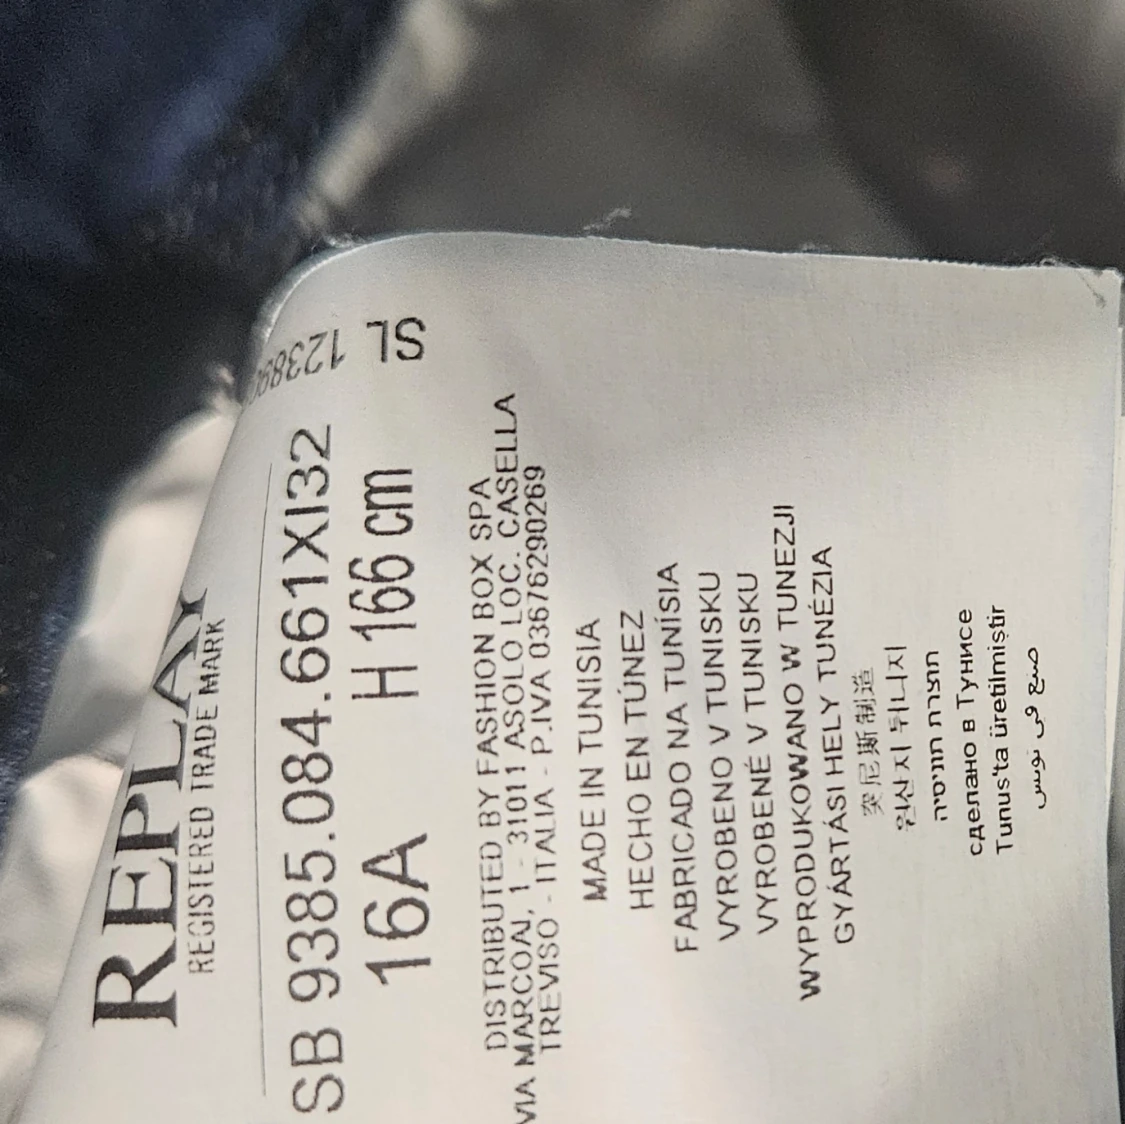 REPLAY
REGISTERED TRADE MARK
SB 9385.084.661XI32
16A H 166 cm
SL
DISTRIBUTED BY FASHION BOX SPA
VIA MARCOAI, 1 - 31011 ASOLO LOC. CASELLA
TREVISO - ITALIA - P.IVA 03676290269
MADE IN TUNISIA
HECHO EN TÚNEZ
FABRICADO NA TUNÍSIA
VYROBENO V TUNISKU
VYROBENÉ V TUNISKU
WYPRODUKOWANO W TUNEZJI
GYÁRTÁSI HELY TUINÉZIA
突尼斯制造
원산지 튀니지
תוצרת תוניסיה
сделано в Тунисе
Tunus'ta üretilmiştir
صنع في تونس